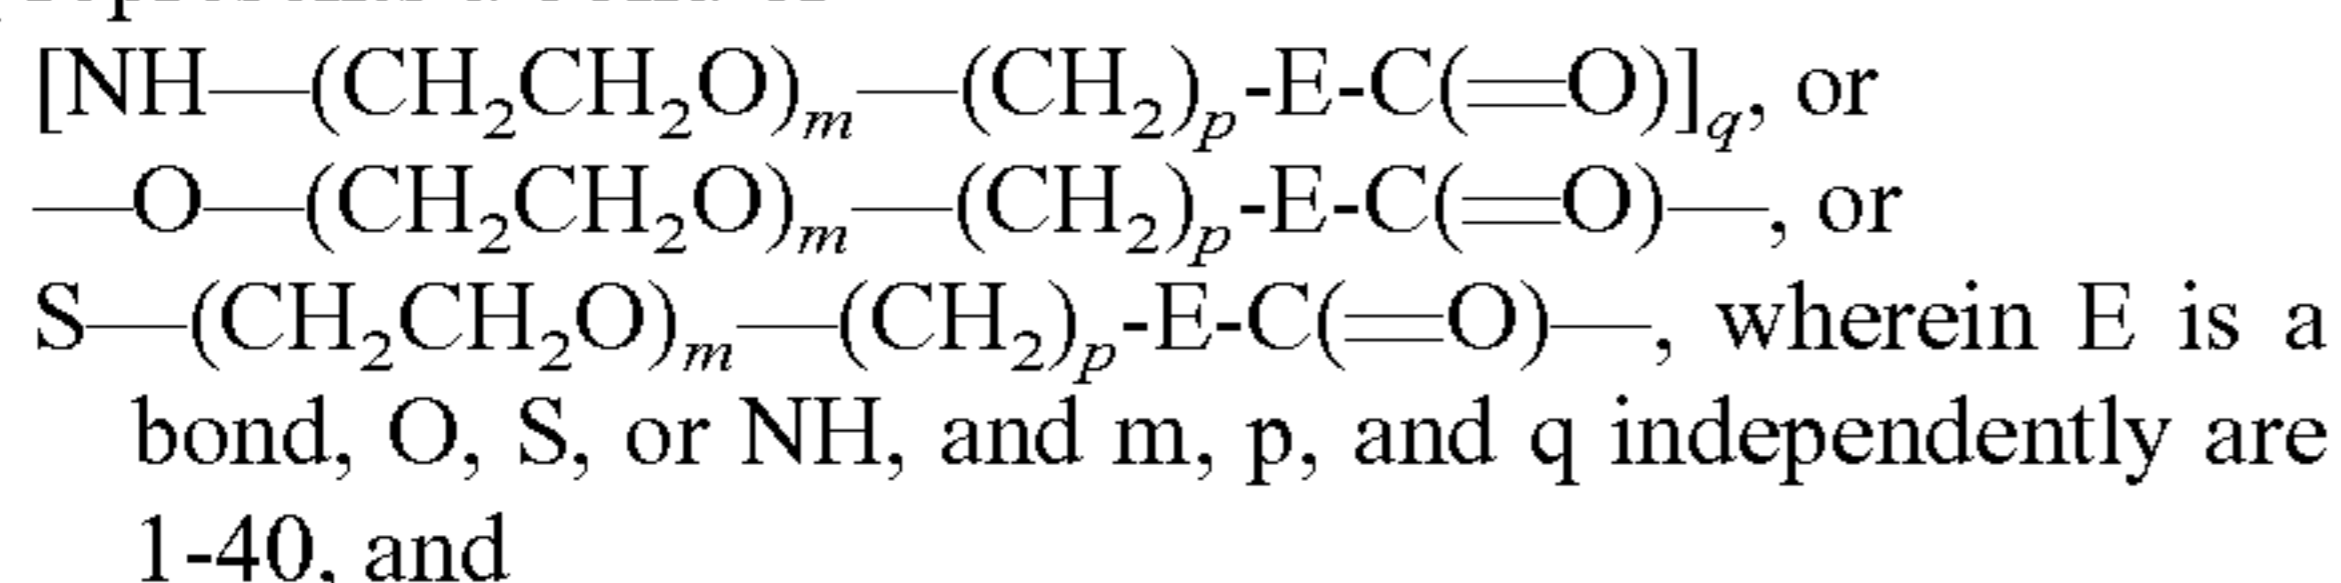 [NH—(CH₂CH₂O)ₘ—(CH₂)ₚ-E-C(═O)]q, or
—O—(CH₂CH₂O)ₘ—(CH₂)ₚ-E-C(═O)—, or
S—(CH₂CH₂O)ₘ—(CH₂)ₚ-E-C(═O)—, wherein E is a
bond, O, S, or NH, and m, p, and q independently are
1-40, and